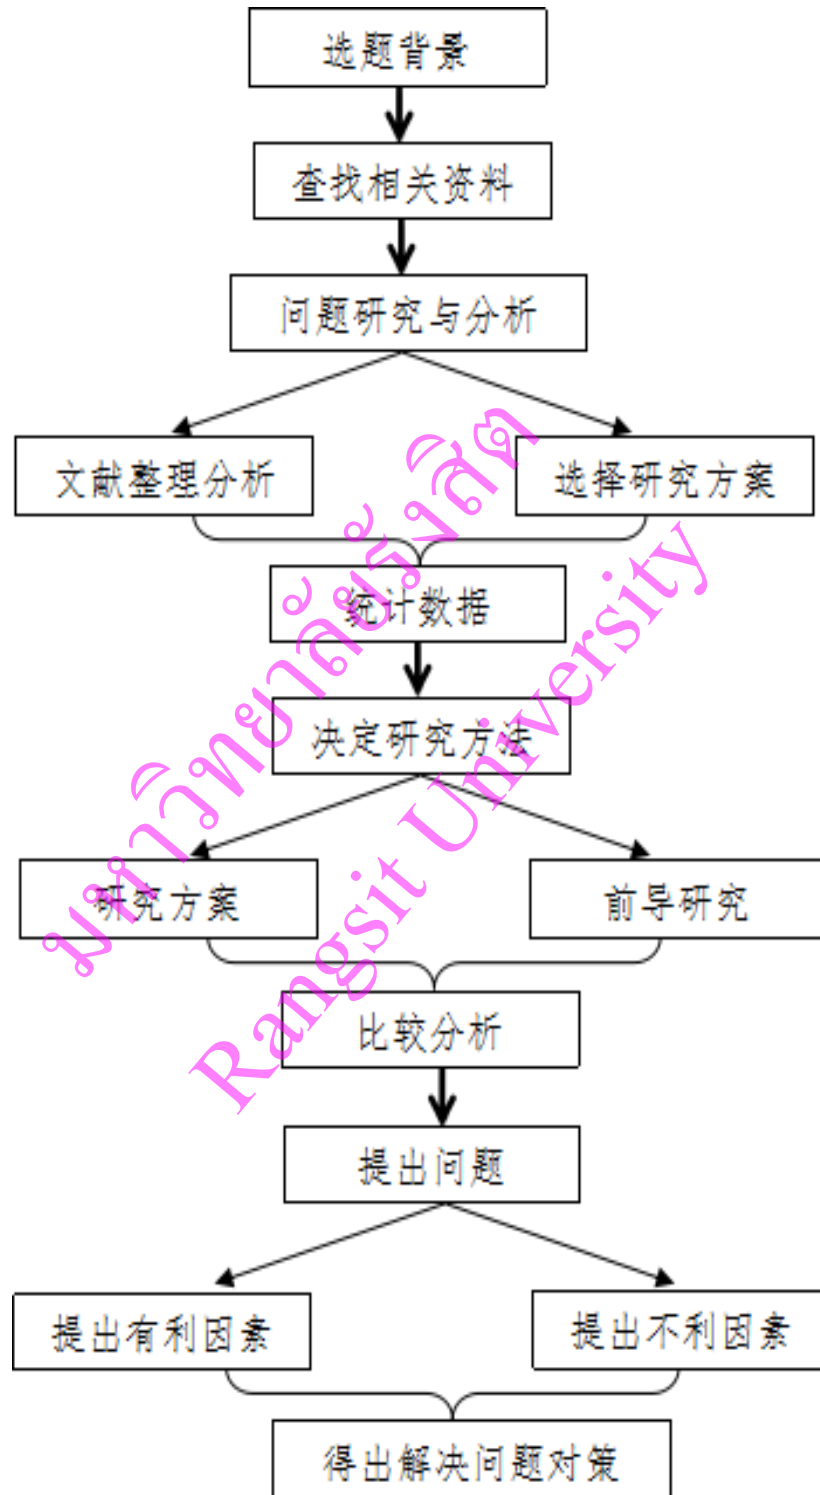 选题背景
查找相关资料
问题研究与分析
文献整理分析
选择研究方案
统计数据
决定研究方法
研究方案
前导研究
比较分析
提出问题
提出有利因素
提出不利因素
得出解决问题对策
มหาวิทยาลัยรังสิต
Rangsit University